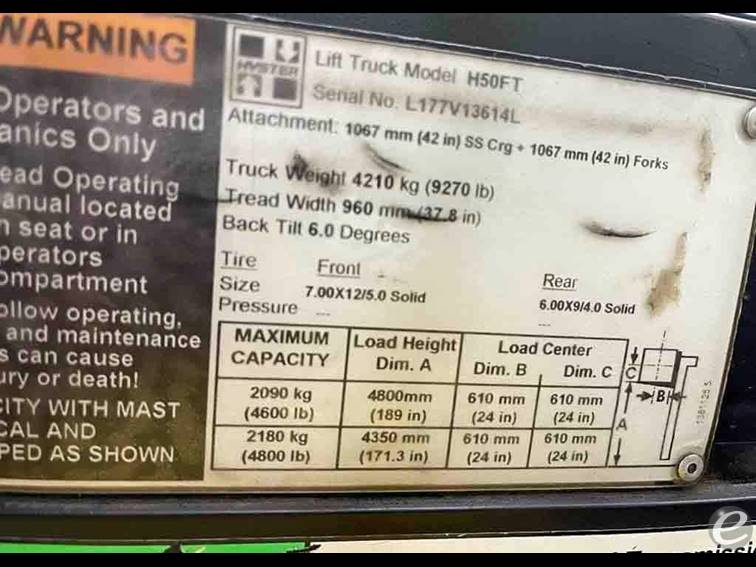 WARNING
Operators and
anics Only
ead Operating
anual located
n seat or in
perators
ompartment
ollow operating,
and maintenance
s can cause
ury or death!
CITY WITH MAST
CAL AND
PED AS SHOWN
HYSTER
Lift Truck Model H50FT
Serial No. L177V13614L
Attachment: 1067 mm (42 in) SS Crg + 1067 mm (42 in) Forks
Truck Weight 4210 kg (9270 lb)
Tread Width 960 mm (37.8 in)
Back Tilt 6.0 Degrees
Tire Front Rear
Size 7.00X12/5.0 Solid 6.00X9/4.0 Solid
Pressure --- ---
MAXIMUM CAPACITY Load Height Dim. A Load Center
Dim. B Dim. C
2090 kg 4800mm 610 mm 610 mm
(4600 lb) (189 in) (24 in) (24 in)
2180 kg 4350 mm 610 mm 610 mm
(4800 lb) (171.3 in) (24 in) (24 in)
C
B
A